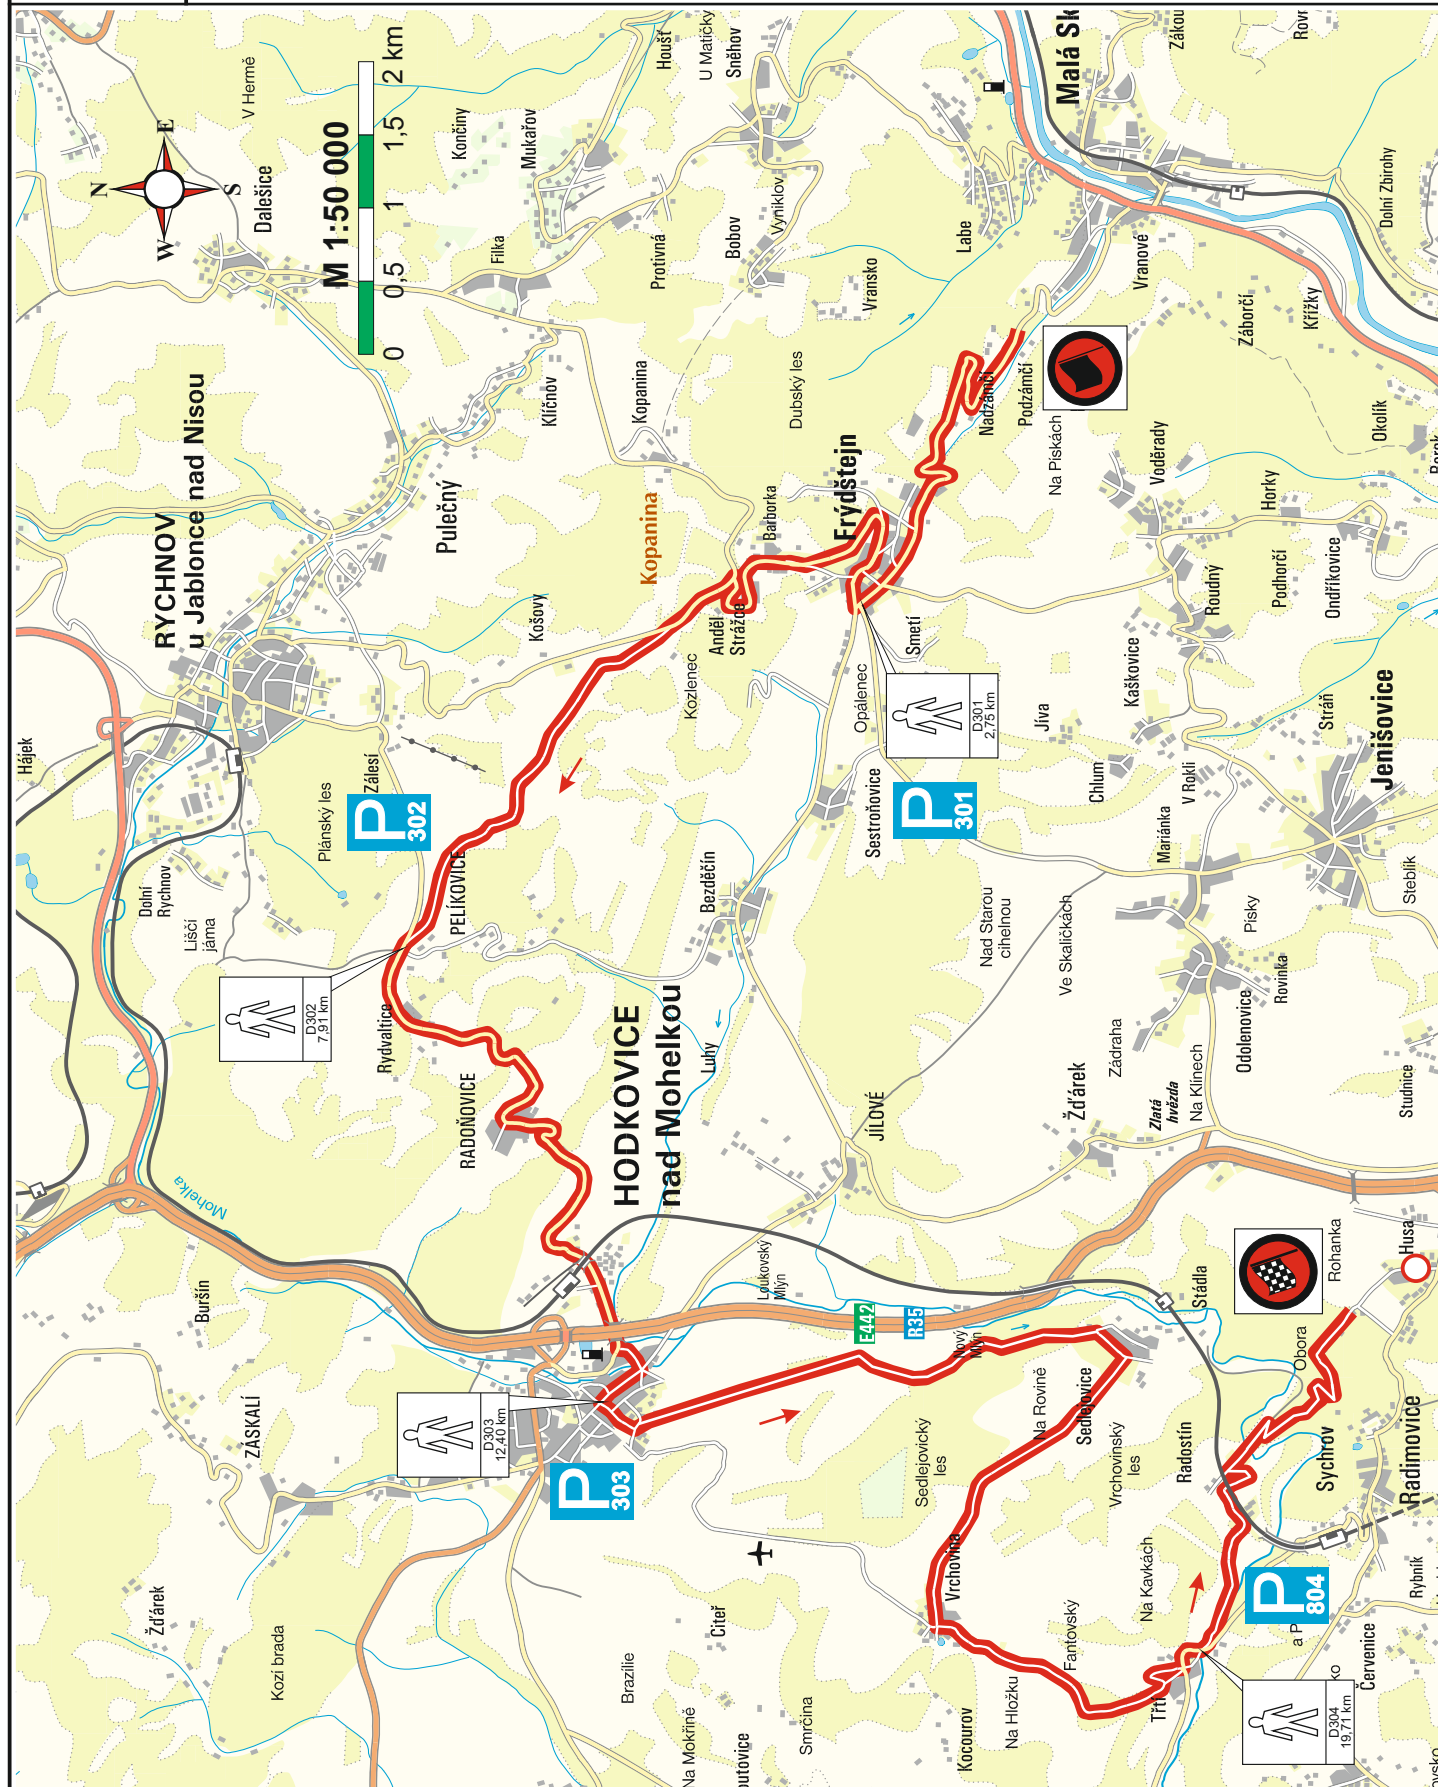 V Hermě
Houšť
U Matičky
Sněhov
Malá Sk
Zákou
Rovr
N
E
S
W
Dalešice
M 1:50 000
0
0,5
1
1,5
2 km
Končiny
Mukařov
Filka
Protivná
Bobov
Vyniklov
Vransko
Labe
Vranové
Dolní Zbirohy
Záborčí
Křížky
RYCHNOV
u Jablonce nad Nisou
Pulečný
Klíčnov
Kopanina
Dubský les
Nadzámčí
Podzámčí
Na Pískách
Voděrady
Okolík
Horky
Hájek
Kopanina
Barborka
Frýdštejn
Košovy
Anděl
Strážce
Kozlenec
Opálenec
Smetí
Kaškovice
Roudný
Podhorčí
Ondříkovice
D301
2,75 km
Jíva
Stráň
Jenišovice
Plánský les
Zálesí
P
302
Sestroňovice
P
301
Chlum
V Rokli
Mariánka
Dolní
Rychnov
Liščí
jáma
PELÍKOVICE
Bezděčín
Nad Starou
cihelnou
Ve Skaličkách
Písky
Steblík
D302
7,91 km
Rydvaltice
HODKOVICE
nad Mohelkou
Luhy
Rovinka
Odolenovice
Zádraha
Žďárek
Zlatá
hvězda
Na Klinech
Studnice
RADOŇOVICE
JÍLOVÉ
Mohelka
Buršín
Loukovský
Mlýn
E442
R35
Nový
Mlýn
Stádla
Rohanka
Husa
Obora
ZÁSKALÍ
D303
12,40 km
P
303
Na Rovině
Sedlejovice
Sedlejovický
les
Vrchovinský
les
Radostín
Sychrov
Radimovice
Žďárek
Kozí brada
Citeř
Brazílie
Vrchovina
Na Kavkách
Fantovský
P
804
a P
Rybník
Červenice
Na Mokřině
outovice
Smrčina
Kocourov
Na Hložku
Třtí
D304
19,71 km
ko
ovsko